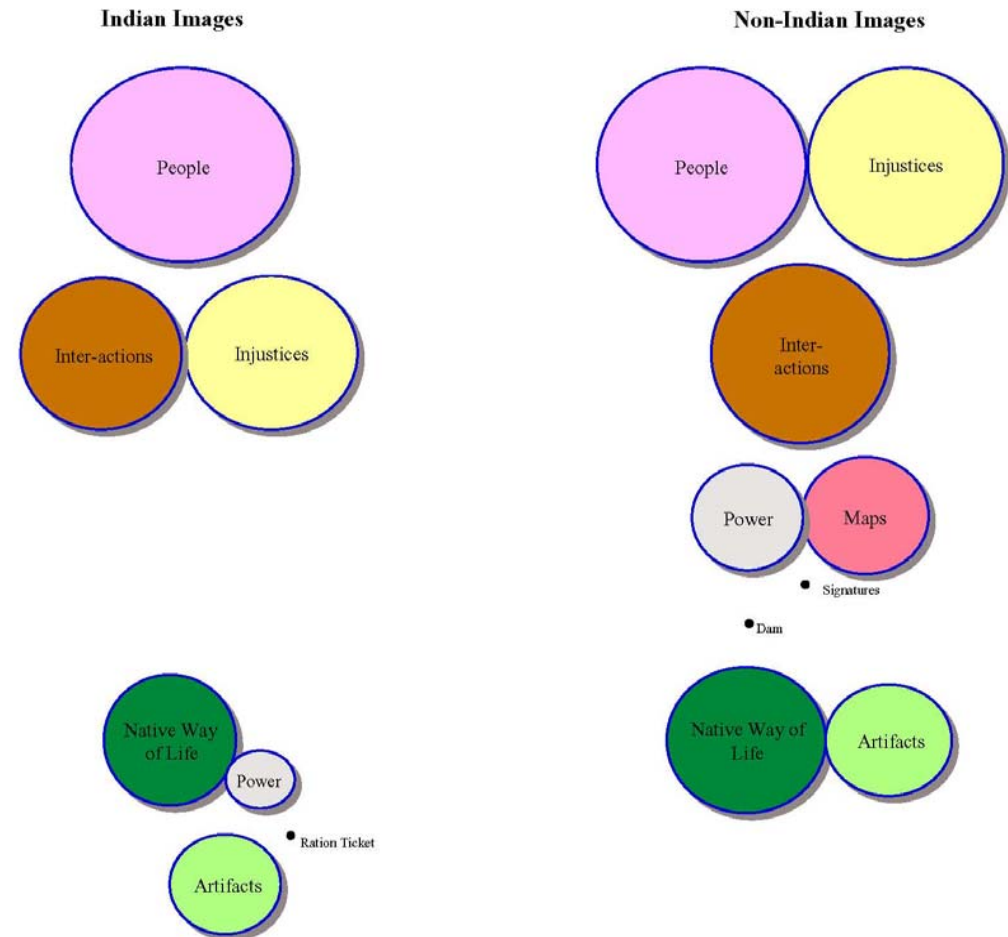 Indian Images
People
Inter-actions
Injustices
Native Way
of Life
Power
Ration Ticket
Artifacts
Non-Indian Images
People
Injustices
Inter-
actions
Power
Maps
Signatures
Dam
Native Way of
Life
Artifacts